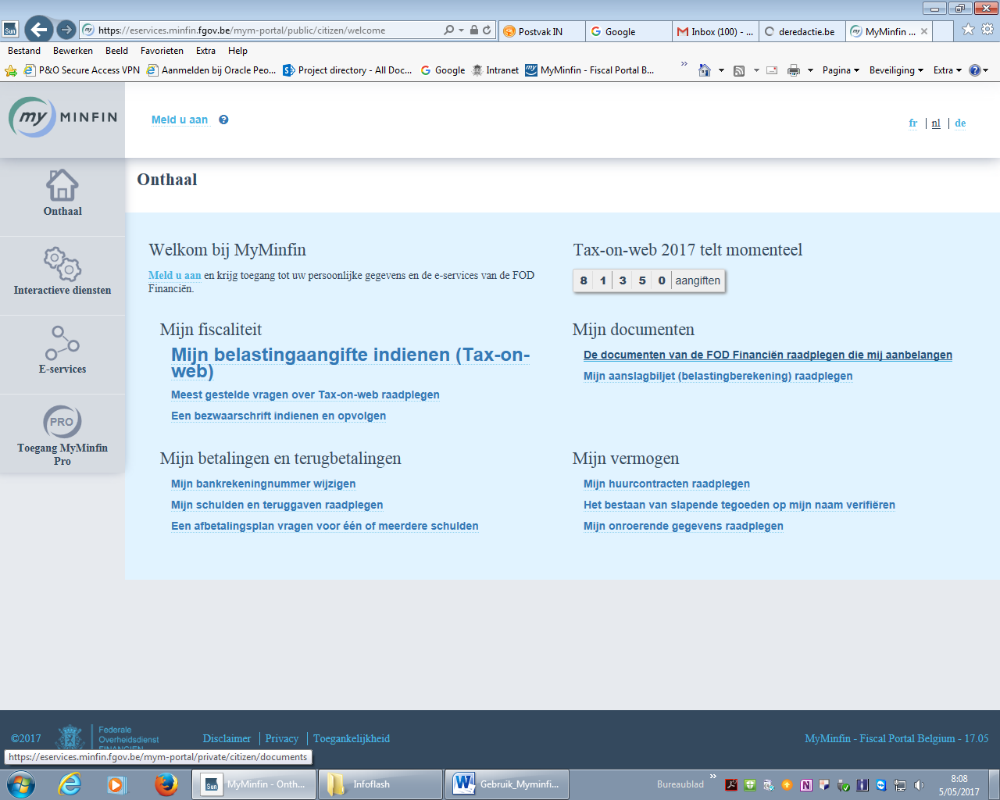 Sun
my
https://eservices.minfin.fgov.be/mym-portal/public/citizen/welcome
Postvak IN
Google
Inbox (100) - ...
deredactie.be
MyMinfin ...
Bestand
Bewerken
Beeld
Favorieten
Extra
Help
P&O Secure Access VPN
Aanmelden bij Oracle Peo...
Project directory - All Doc...
Google
Intranet
MyMinfin - Fiscal Portal B...
Pagina
Beveiliging
Extra
my MINFIN
Meld u aan
fr | nl | de
Onthaal
Onthaal
Interactieve diensten
E-services
PRO
Toegang MyMinfin
Pro
Welkom bij MyMinfin
Meld u aan en krijg toegang tot uw persoonlijke gegevens en de e-services van de FOD
Financiën.
Tax-on-web 2017 telt momenteel
8 1 3 5 0 aangiften
Mijn fiscaliteit
Mijn belastingaangifte indienen (Tax-on-
web)
Meest gestelde vragen over Tax-on-web raadplegen
Een bezwaarschrift indienen en opvolgen
Mijn documenten
De documenten van de FOD Financiën raadplegen die mij aanbelangen
Mijn aanslagbiljet (belastingberekening) raadplegen
Mijn betalingen en terugbetalingen
Mijn bankrekeningnummer wijzigen
Mijn schulden en teruggaven raadplegen
Een afbetalingsplan vragen voor één of meerdere schulden
Mijn vermogen
Mijn huurcontracten raadplegen
Het bestaan van slapende tegoeden op mijn naam verifiëren
Mijn onroerende gegevens raadplegen
©2017
Federale
Overheidsdienst
FINANCIEN
Disclaimer | Privacy | Toegankelijkheid
MyMinfin - Fiscal Portal Belgium - 17.05
https://eservices.minfin.fgov.be/mym-portal/private/citizen/documents
Sun
MyMinfin - Onth...
Infoflash
Gebruik_Myminfi...
Bureaublad
8:08
5/05/2017